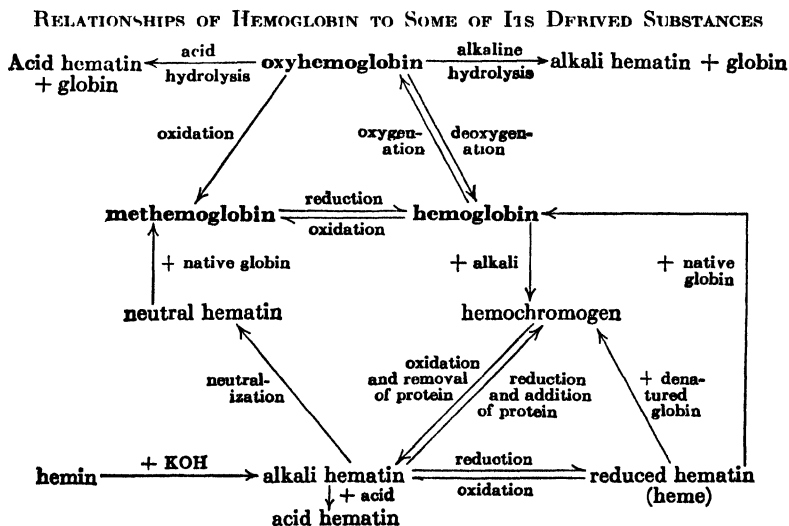 RELATIONSHIPS OF HEMOGLOBIN TO SOME OF ITS DERIVED SUBSTANCES
Acid hematin
+ globin
acid
hydrolysis
oxyhemoglobin
alkaline
hydrolysis
alkali hematin + globin
oxidation
oxygen-
ation
deoxygen-
ation
methemoglobin
reduction
oxidation
hemoglobin
+ native globin
+ alkali
+ native
globin
neutral hematin
hemochromogen
neutral-
ization
oxidation
and removal
of protein
reduction
and addition
of protein
+ dena-
tured
globin
hemin
+ KOH
alkali hematin
reduction
oxidation
reduced hematin
(heme)
+ acid
acid hematin